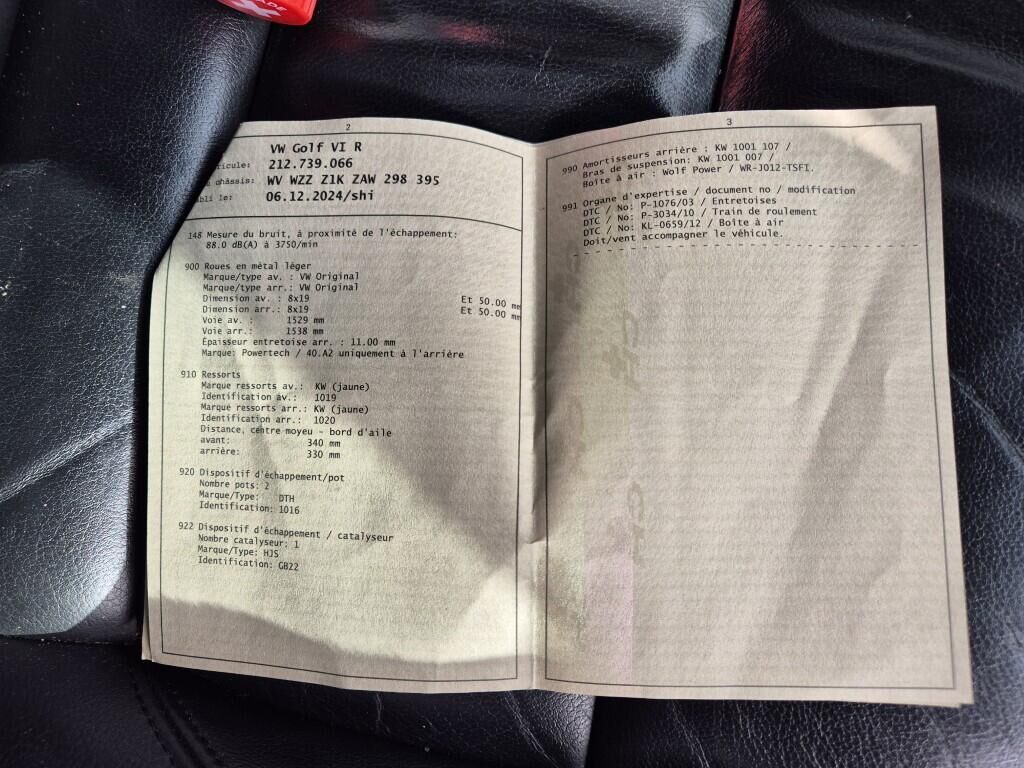 ADE
2
VW Golf VI R
ricule: 212.739.066
châssis: WV WZZ Z1K ZAW 298 395
bli le: 06.12.2024/shi
148 Mesure du bruit, à proximité de l'échappement:
88.0 dB(A) à 3750/min
900 Roues en métal léger
Marque/type av. : VW Original
Marque/type arr.: VW Original
Dimension av. : 8x19 Et 50.00 mm
Dimension arr.: 8x19 Et 50.00 mm
Voie av. : 1529 mm
Voie arr.: 1538 mm
Épaisseur entretoise arr. : 11.00 mm
Marque: Powertech / 40.A2 uniquement à l'arrière
910 Ressorts
Marque ressorts av.: KW (jaune)
Identification av.: 1019
Marque ressorts arr.: KW (jaune)
Identification arr.: 1020
Distance, centre moyeu - bord d'aile
avant: 340 mm
arrière: 330 mm
920 Dispositif d'échappement/pot
Nombre pots: 2
Marque/Type: DTH
Identification: 1016
922 Dispositif d'échappement / catalyseur
Nombre catalyseur: 1
Marque/Type: HJS
Identification: GB22
3
990 Amortisseurs arrière : KW 1001 107 /
Bras de suspension: KW 1001 007 /
Boîte à air : Wolf Power / WR-J012-TSFI.
991 Organe d'expertise / document no / modification
DTC / No: P-1076/03 / Entretoises
DTC / No: P-3034/10 / Train de roulement
DTC / No: KL-0659/12 / Boîte à air
Doit/vent accompagner le véhicule.